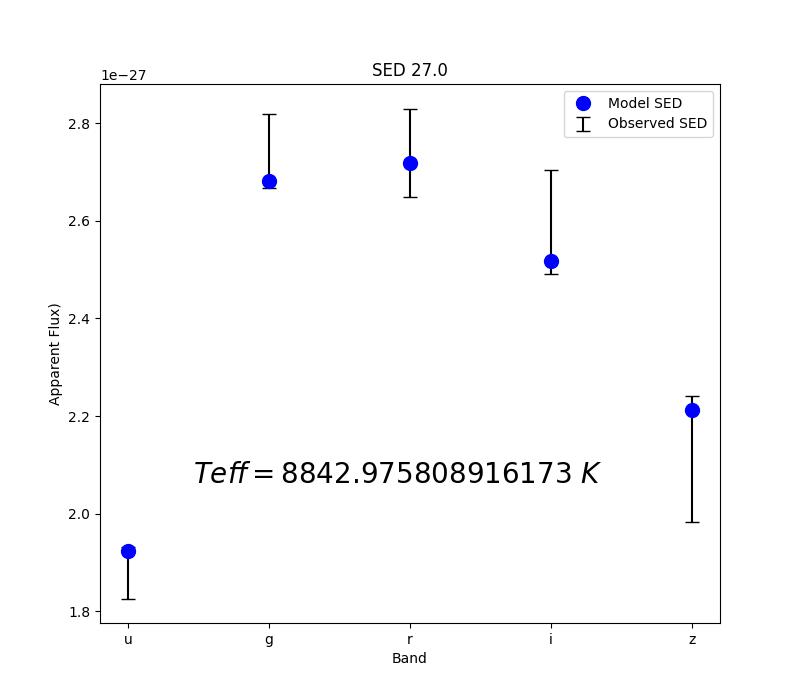 SED 27.0
1e−27
Model SED
Observed SED
2.8
2.6
2.4
2.2
2.0
1.8
Apparent Flux)
Teff = 8842.975808916173 K
u g r i z
Band